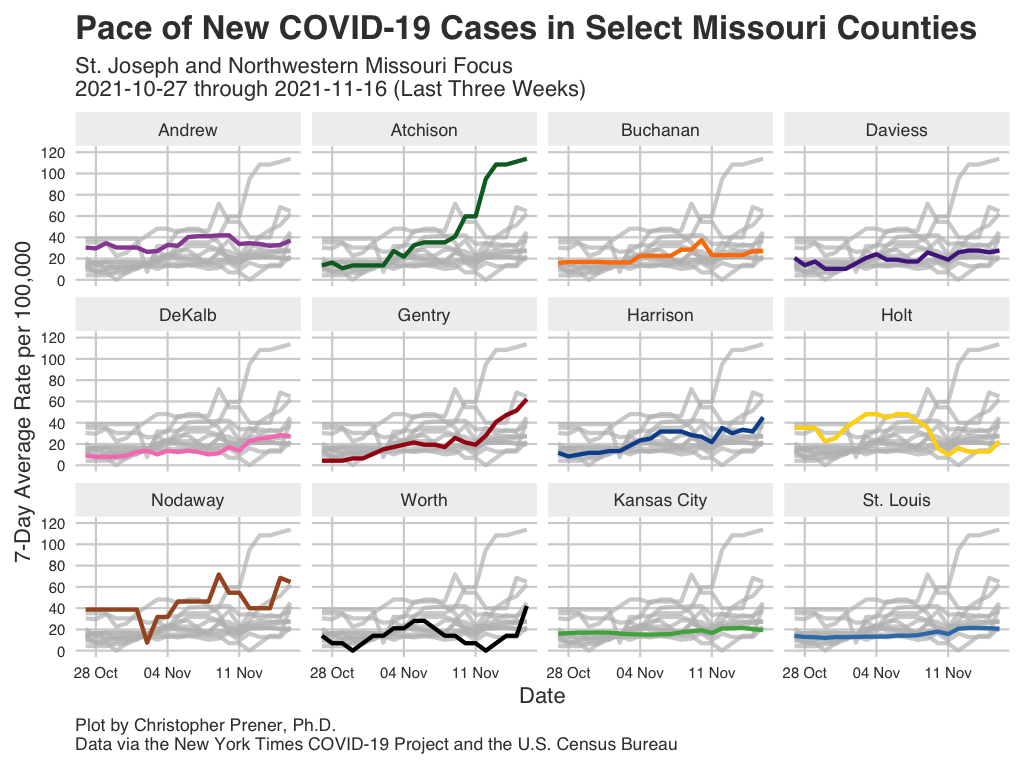 Pace of New COVID-19 Cases in Select Missouri Counties
St. Joseph and Northwestern Missouri Focus
2021-10-27 through 2021-11-16 (Last Three Weeks)
Andrew Atchison Buchanan Daviess
120
100
80
60
40
20
0
DeKalb Gentry Harrison Holt
120
100
80
60
40
20
0
Nodaway Worth Kansas City St. Louis
120
100
80
60
40
20
0
7-Day Average Rate per 100,000
28 Oct 04 Nov 11 Nov 28 Oct 04 Nov 11 Nov 28 Oct 04 Nov 11 Nov 28 Oct 04 Nov 11 Nov
Date
Plot by Christopher Prener, Ph.D.
Data via the New York Times COVID-19 Project and the U.S. Census Bureau